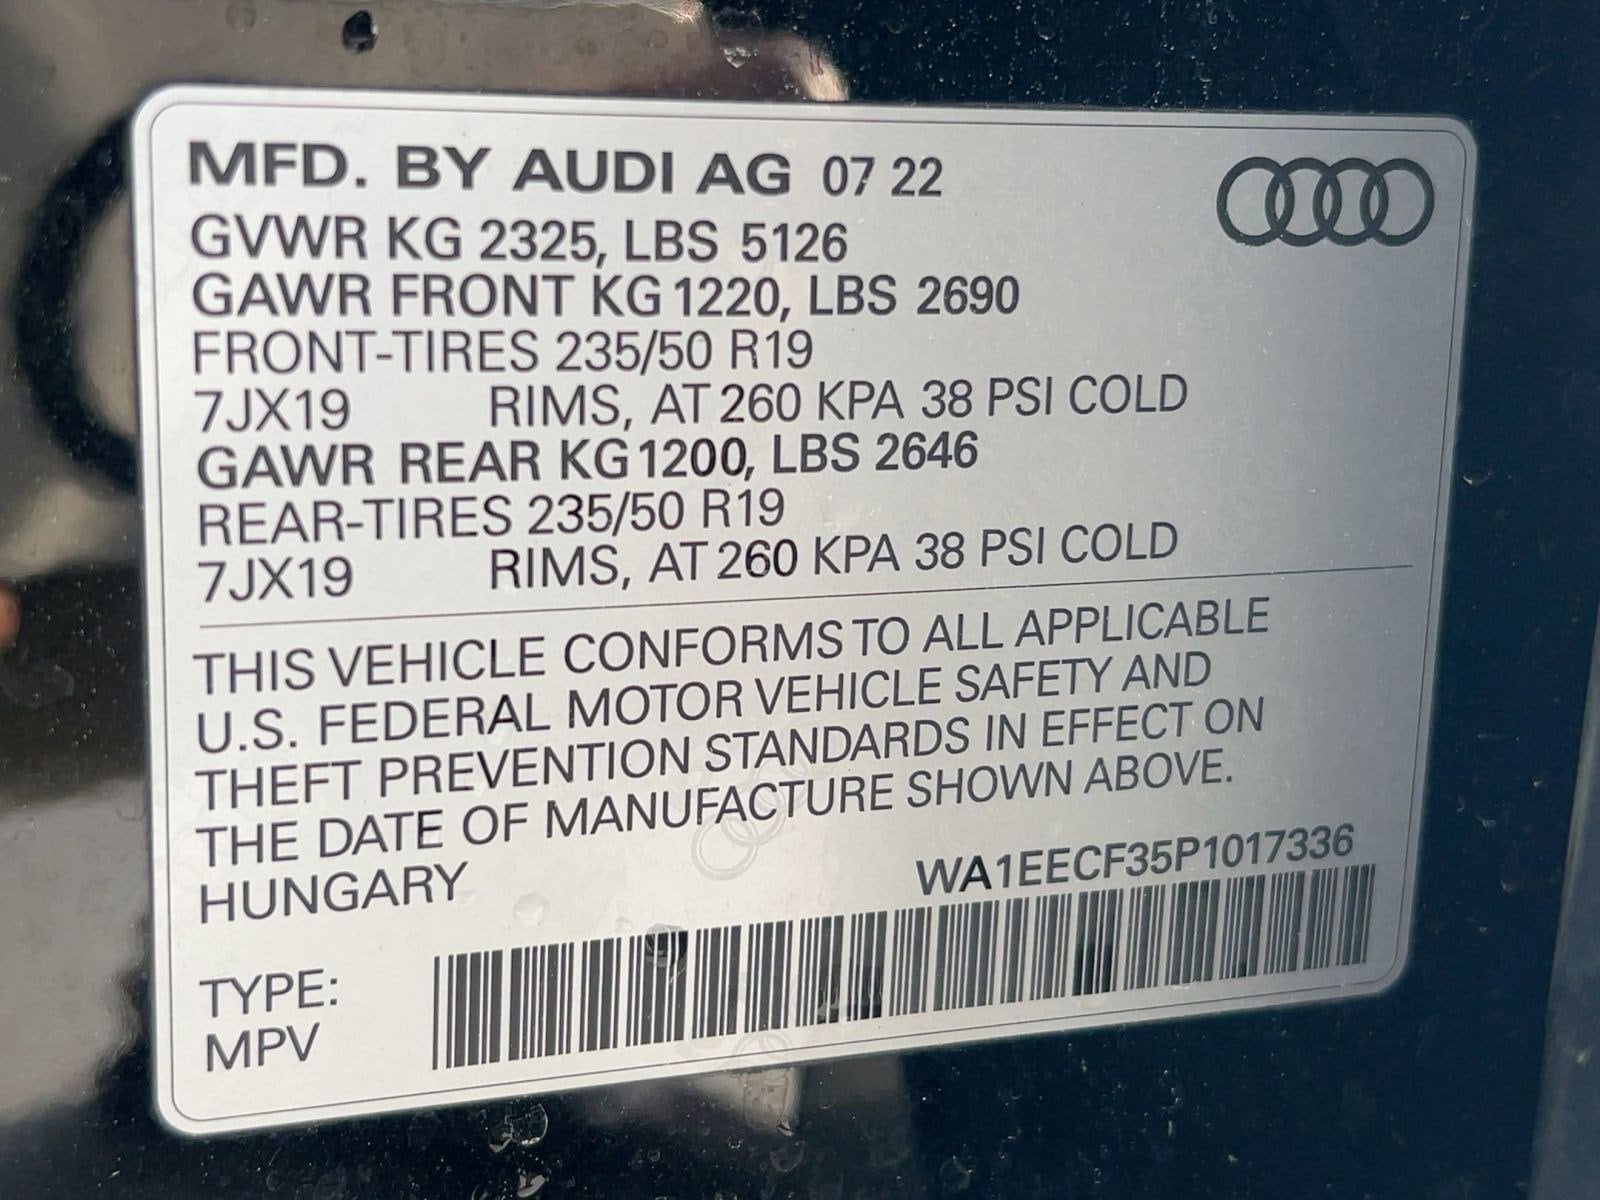 MFD. BY AUDI AG 07 22
GVWR KG 2325, LBS 5126
GAWR FRONT KG 1220, LBS 2690
FRONT-TIRES 235/50 R19
7JX19 RIMS, AT 260 KPA 38 PSI COLD
GAWR REAR KG 1200, LBS 2646
REAR-TIRES 235/50 R19
7JX19 RIMS, AT 260 KPA 38 PSI COLD
THIS VEHICLE CONFORMS TO ALL APPLICABLE
U.S. FEDERAL MOTOR VEHICLE SAFETY AND
THEFT PREVENTION STANDARDS IN EFFECT ON
THE DATE OF MANUFACTURE SHOWN ABOVE.
HUNGARY
WA1EECF35P1017336
TYPE:
MPV